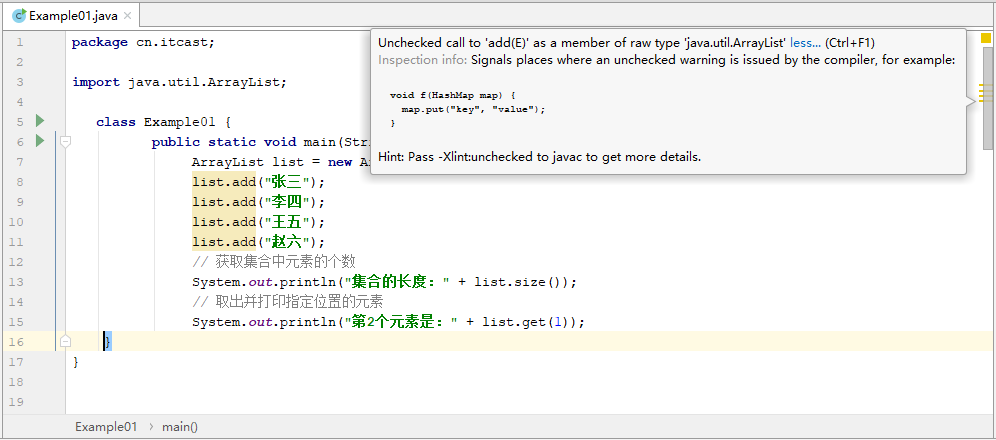 Example01.java
1 package cn.itcast;
2
3 import java.util.ArrayList;
4
5 class Example01 {
6 public static void main(Stri
7 ArrayList list = new Ar
8 list.add("张三");
9 list.add("李四");
10 list.add("王五");
11 list.add("赵六");
12 // 获取集合中元素的个数
13 System.out.println("集合的长度：" + list.size());
14 // 取出并打印指定位置的元素
15 System.out.println("第2个元素是：" + list.get(1));
16 }
17 }
18
19
Unchecked call to 'add(E)' as a member of raw type 'java.util.ArrayList' less... (Ctrl+F1)
Inspection info: Signals places where an unchecked warning is issued by the compiler, for example:
void f(HashMap map) {
map.put("key", "value");
}
Hint: Pass -Xlint:unchecked to javac to get more details.
Example01 › main()